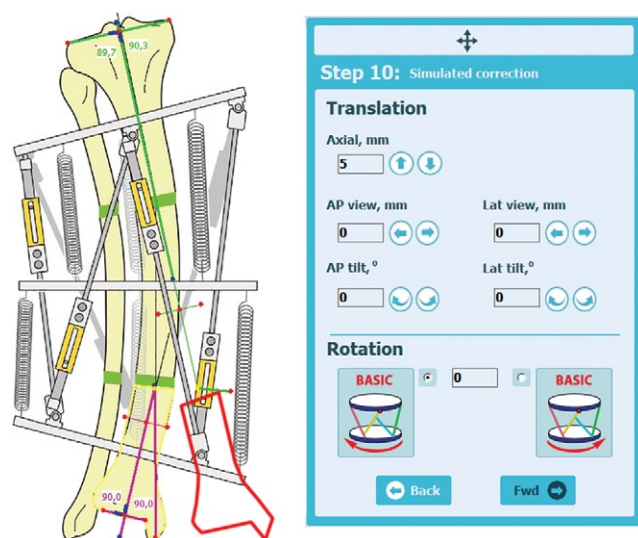 89,7
90,3
90,0
90,0
Step 10: Simulated correction
Translation
Axial, mm
5
AP view, mm
Lat view, mm
0
0
AP tilt,°
Lat tilt,°
0
0
Rotation
BASIC
0
BASIC
Back
Fwd